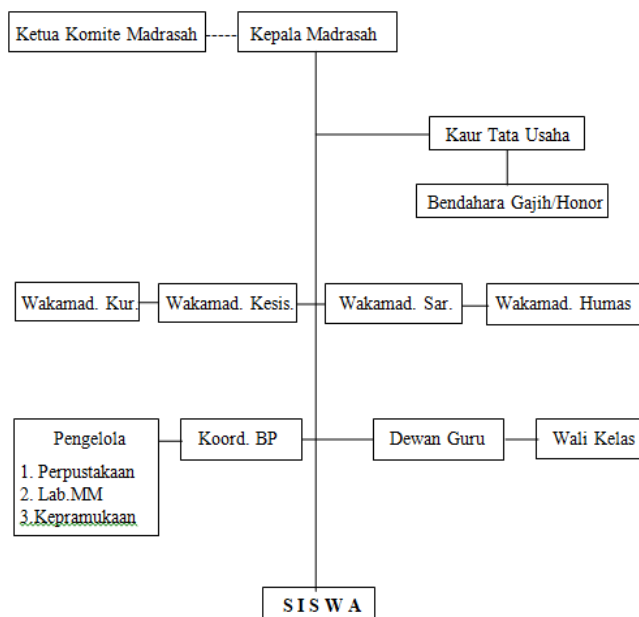 Ketua Komite Madrasah
Kepala Madrasah
Kaur Tata Usaha
Bendahara Gajih/Honor
Wakamad. Kur.
Wakamad. Kesis.
Wakamad. Sar.
Wakamad. Humas
Pengelola
1. Perpustakaan
2. Lab.MM
3.Kepramukaan
Koord. BP
Dewan Guru
Wali Kelas
S I S W A